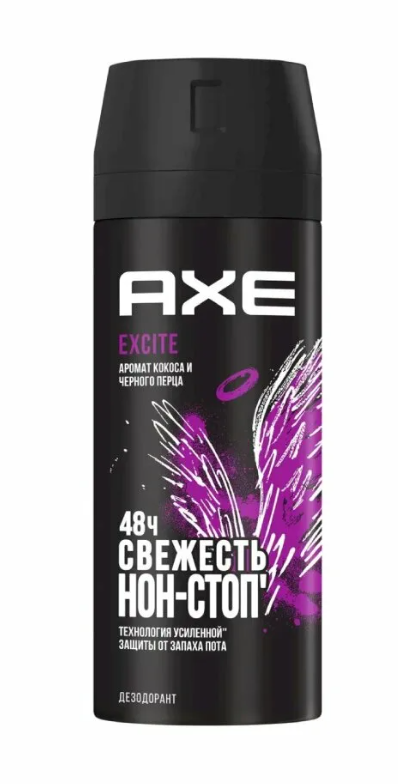 AXE
EXCITE
АРОМАТ КОКОСА И
ЧЕРНОГО ПЕРЦА
48Ч
СВЕЖЕСТЬ
НОН-СТОП'
ТЕХНОЛОГИЯ УСИЛЕННОЙ"
ЗАЩИТЫ ОТ ЗАПАХА ПОТА
ДЕЗОДОРАНТ